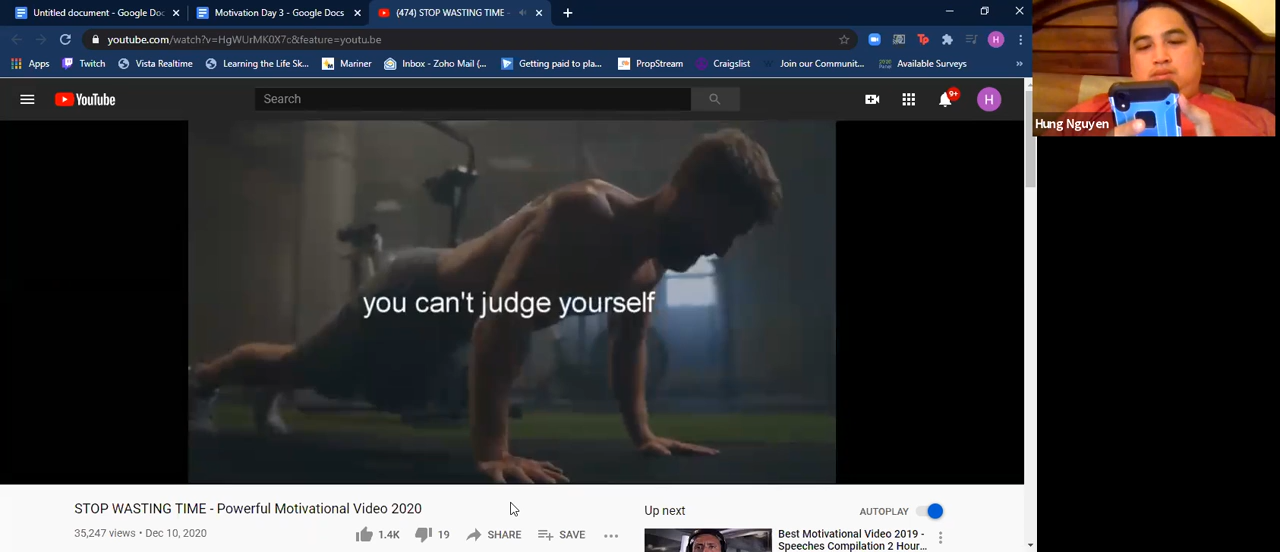 Untitled document - Google Doc
Motivation Day 3 - Google Docs
(474) STOP WASTING TIME -
youtube.com/watch?v=HgWUrMK0X7c&feature=youtu.be
Apps
Twitch
Vista Realtime
Learning the Life Sk...
Mariner
Inbox - Zoho Mail (...
Getting paid to pla...
PropStream
Craigslist
Join our Communit...
Available Surveys
»
YouTube
Search
9+
H
Hung Nguyen
you can't judge yourself
STOP WASTING TIME - Powerful Motivational Video 2020
35,247 views • Dec 10, 2020
1.4K
19
SHARE
SAVE
Up next
AUTOPLAY
Best Motivational Video 2019 -
Speeches Compilation 2 Hour...